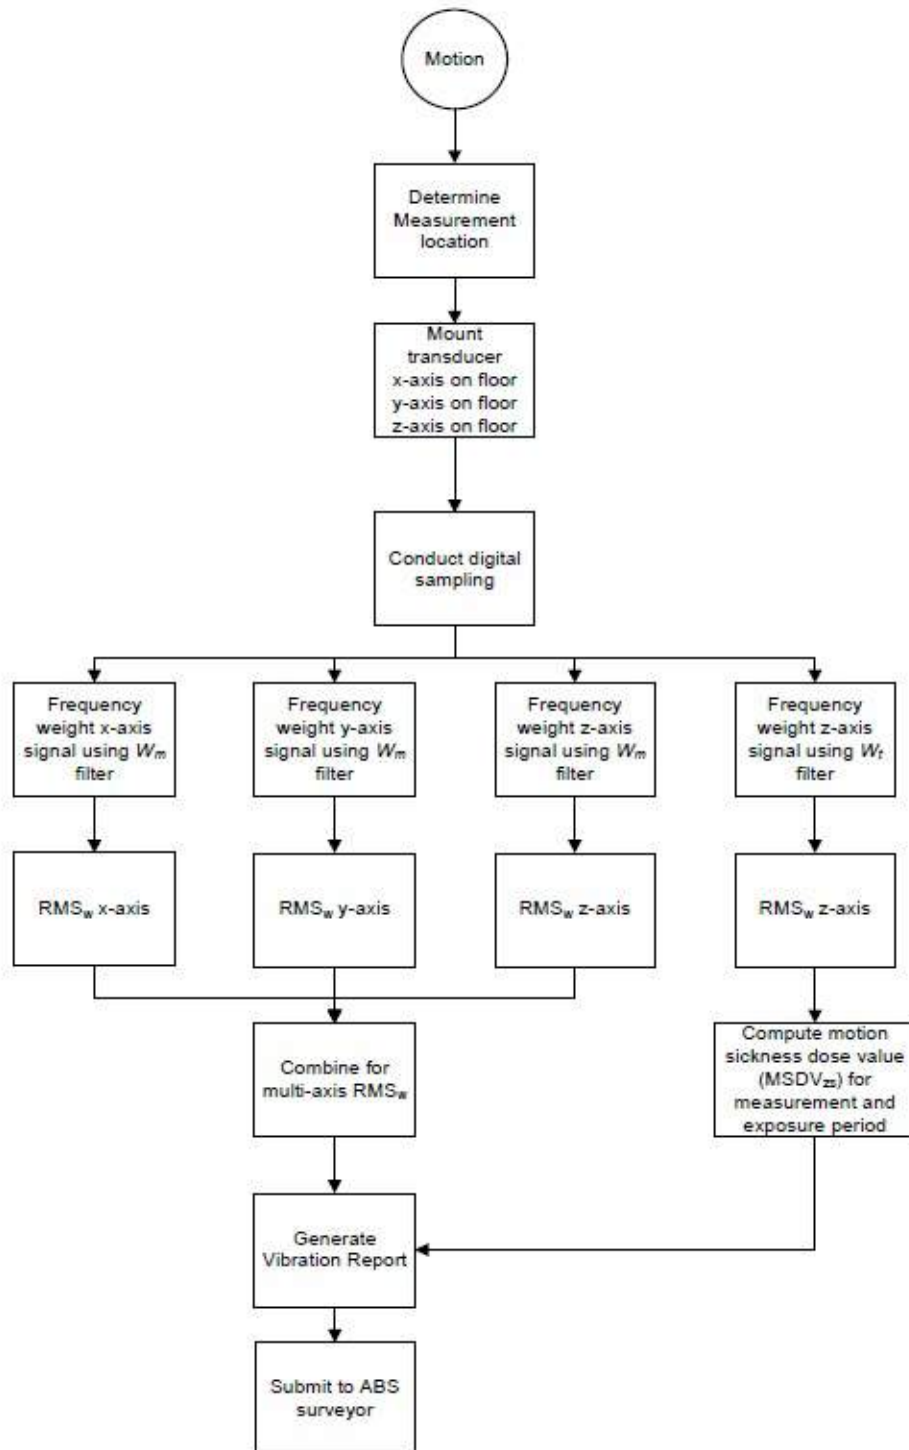 Motion
Determine
Measurement
location
Mount
transducer
x-axis on floor
y-axis on floor
z-axis on floor
Conduct digital
sampling
Frequency
weight x-axis
signal using Wm
filter
Frequency
weight y-axis
signal using Wm
filter
Frequency
weight z-axis
signal using Wm
filter
Frequency
weight z-axis
signal using Wf
filter
RMSw x-axis
RMSw y-axis
RMSw z-axis
RMSw z-axis
Combine for
multi-axis RMSw
Compute motion
sickness dose value
(MSDVzs) for
measurement and
exposure period
Generate
Vibration Report
Submit to ABS
surveyor